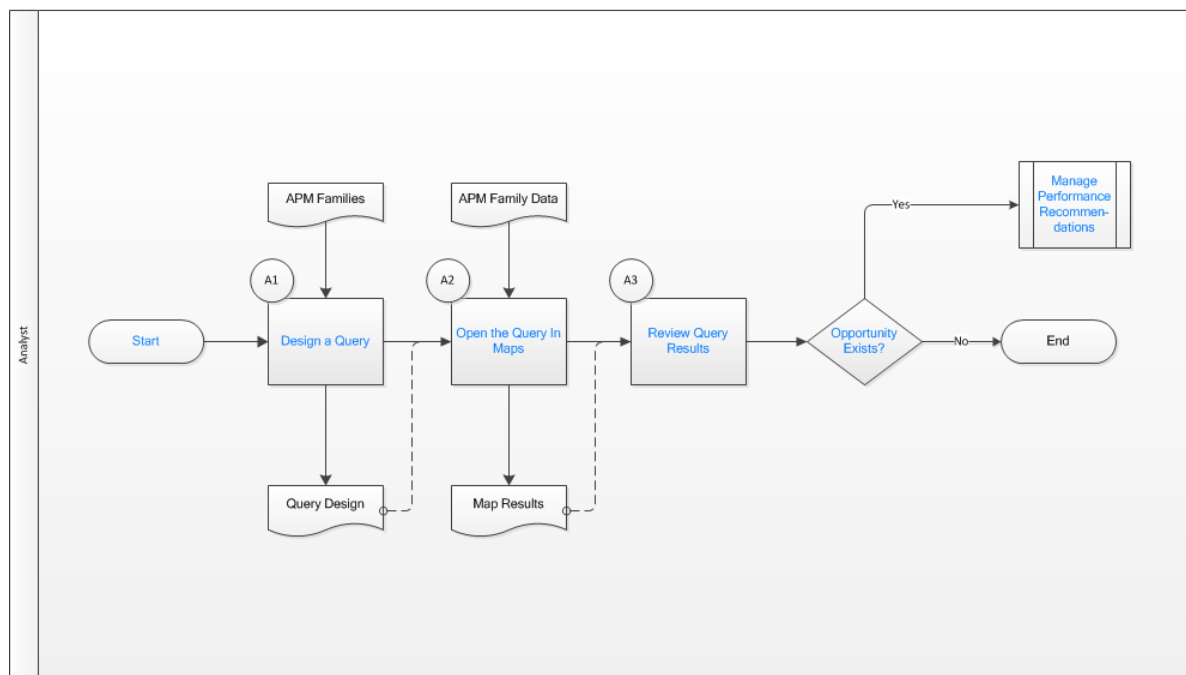 Analyst
APM Families
APM Family Data
Manage
Performance
Recommen-
dations
Yes
A1
A2
A3
Start
Design a Query
Open the Query In
Maps
Review Query
Results
Opportunity
Exists?
No
End
Query Design
Map Results